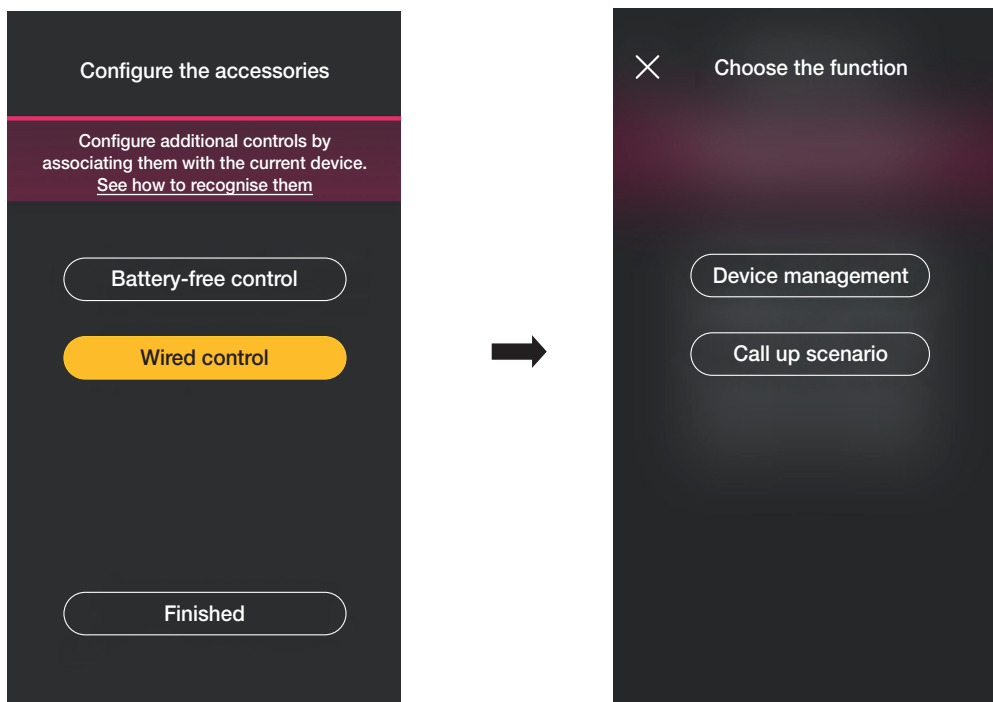 Configure the accessories
Configure additional controls by
associating them with the current device.
See how to recognise them
Battery-free control
Wired control
Finished
Choose the function
Device management
Call up scenario